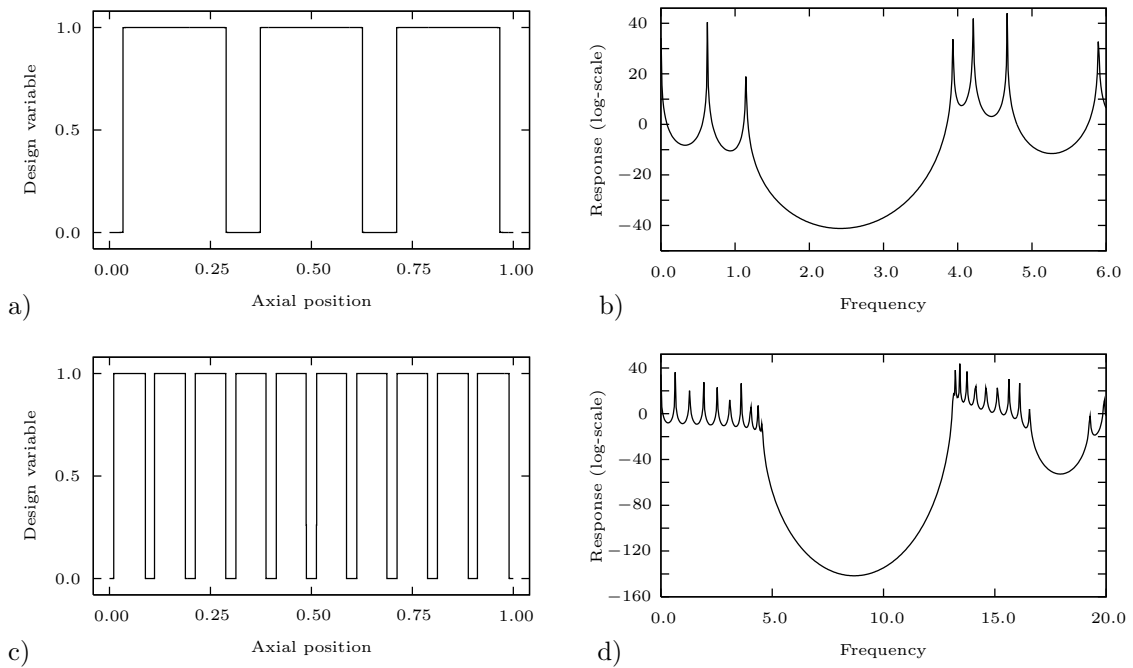 1.0
0.5
0.0
Design variable
0.00 0.25 0.50 0.75 1.00
Axial position
a)
40
20
0
−20
−40
Response (log-scale)
0.0 1.0 2.0 3.0 4.0 5.0 6.0
Frequency
b)
1.0
0.5
0.0
Design variable
0.00 0.25 0.50 0.75 1.00
Axial position
c)
40
0
−40
−80
−120
−160
Response (log-scale)
0.0 5.0 10.0 15.0 20.0
Frequency
d)